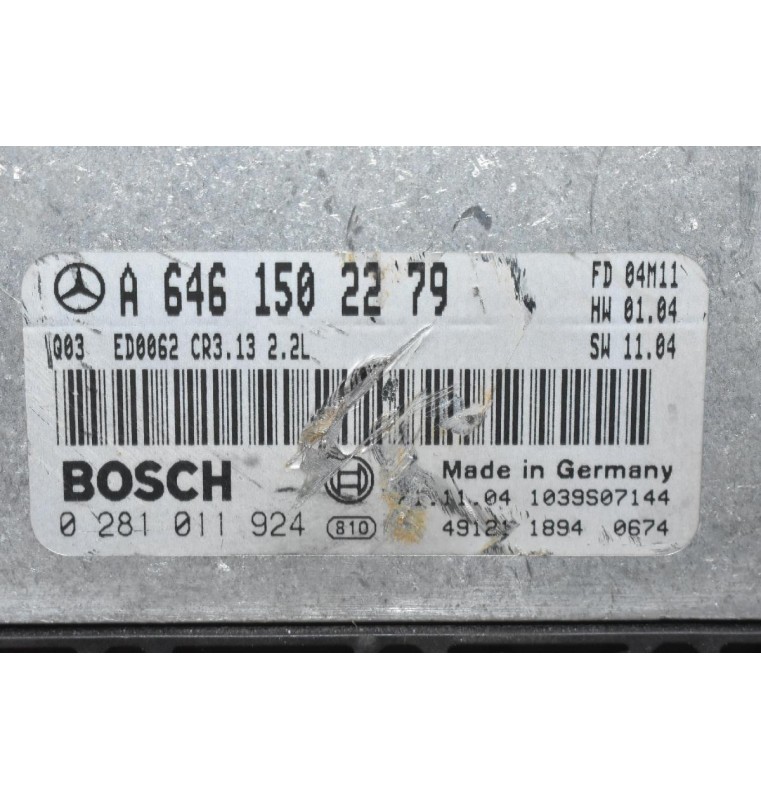 A 646 150 22 79
FD 04M11
HW 01.04
Q03 ED0062 CR3.13 2.2L
SW 11.04
BOSCH
Made in Germany
11.04 1039S07144
0 281 011 924 810
1894 0674